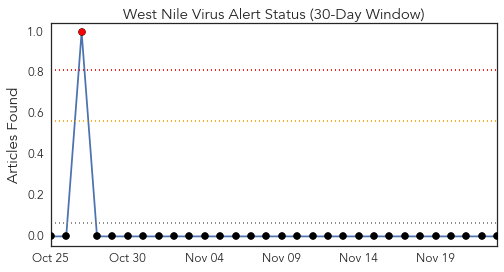 West Nile Virus Alert Status (30-Day Window)
Articles Found
1.0
0.8
0.6
0.4
0.2
0.0
Oct 25 Oct 30 Nov 04 Nov 09 Nov 14 Nov 19